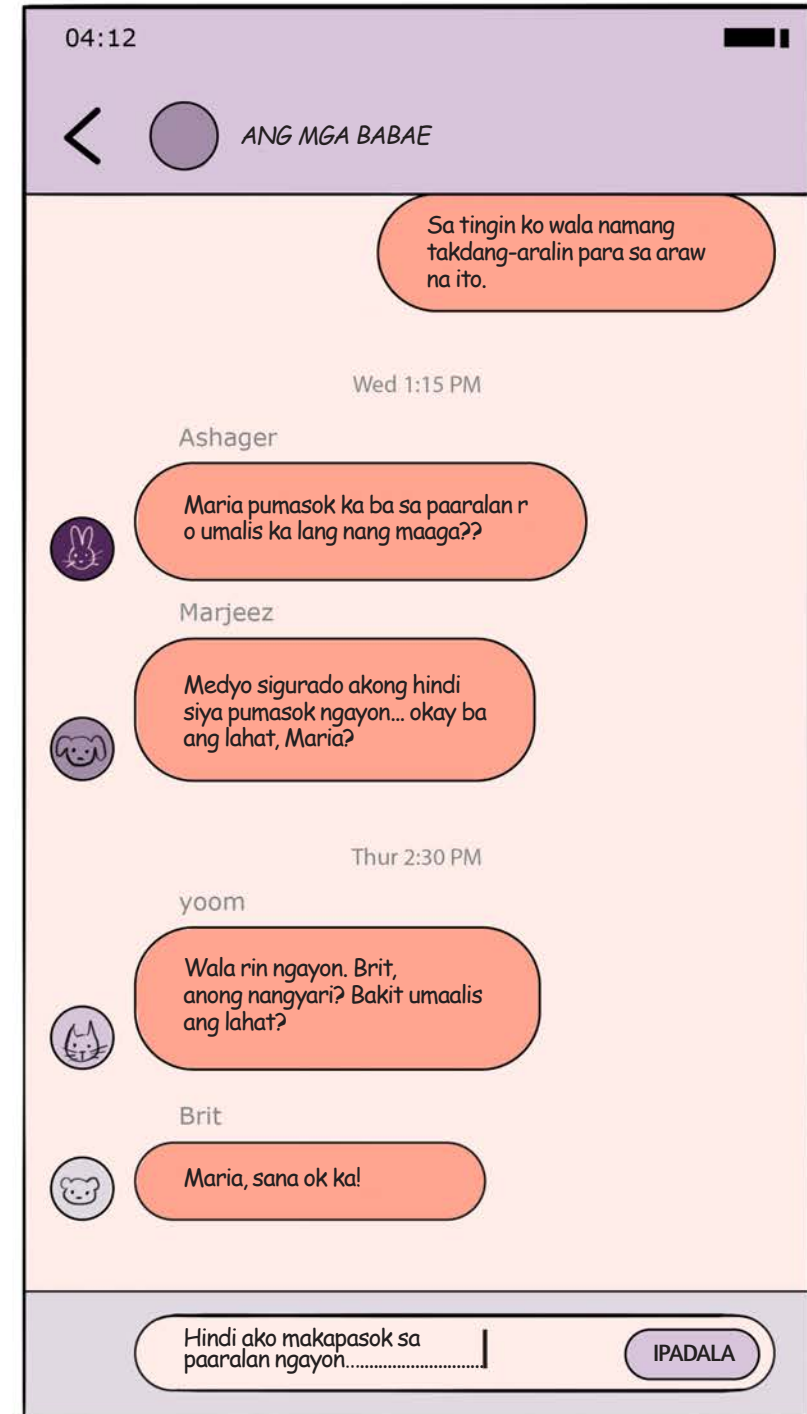 04:12
ANG MGA BABAE
Sa tingin ko wala namang
takdang-aralin para sa araw
na ito.
Wed 1:15 PM
Ashager
Maria pumasok ka ba sa paaralan r
o umalis ka lang nang maaga??
Marjeez
Medyo sigurado akong hindi
siya pumasok ngayon... okay ba
ang lahat, Maria?
Thur 2:30 PM
yoom
Wala rin ngayon. Brit,
anong nangyari? Bakit umaalis
ang lahat?
Brit
Maria, sana ok ka!
Hindi ako makapasok sa
paaralan ngayon................................
IPADALA